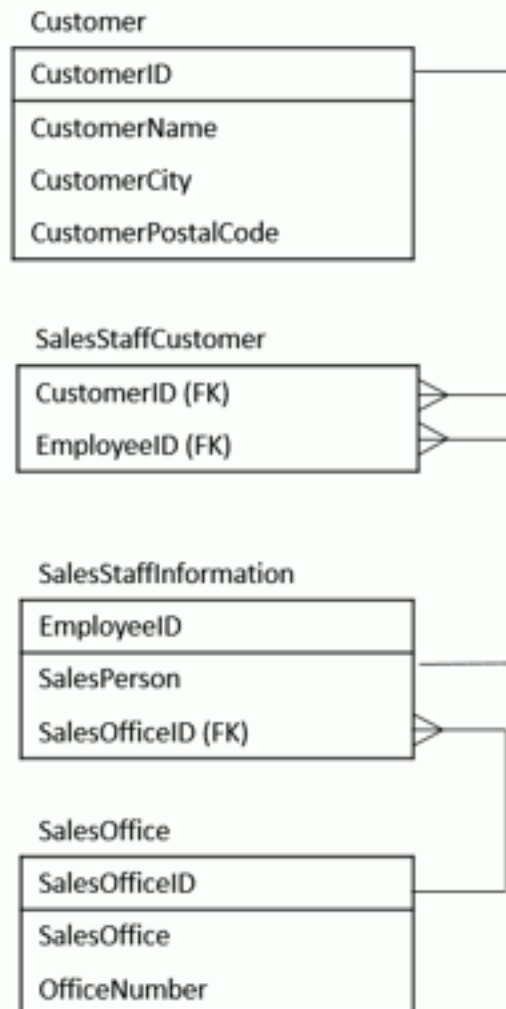 Customer
CustomerID
CustomerName
CustomerCity
CustomerPostalCode
SalesStaffCustomer
CustomerID (FK)
EmployeeID (FK)
SalesStaffInformation
EmployeeID
SalesPerson
SalesOfficeID (FK)
SalesOffice
SalesOfficeID
SalesOffice
OfficeNumber